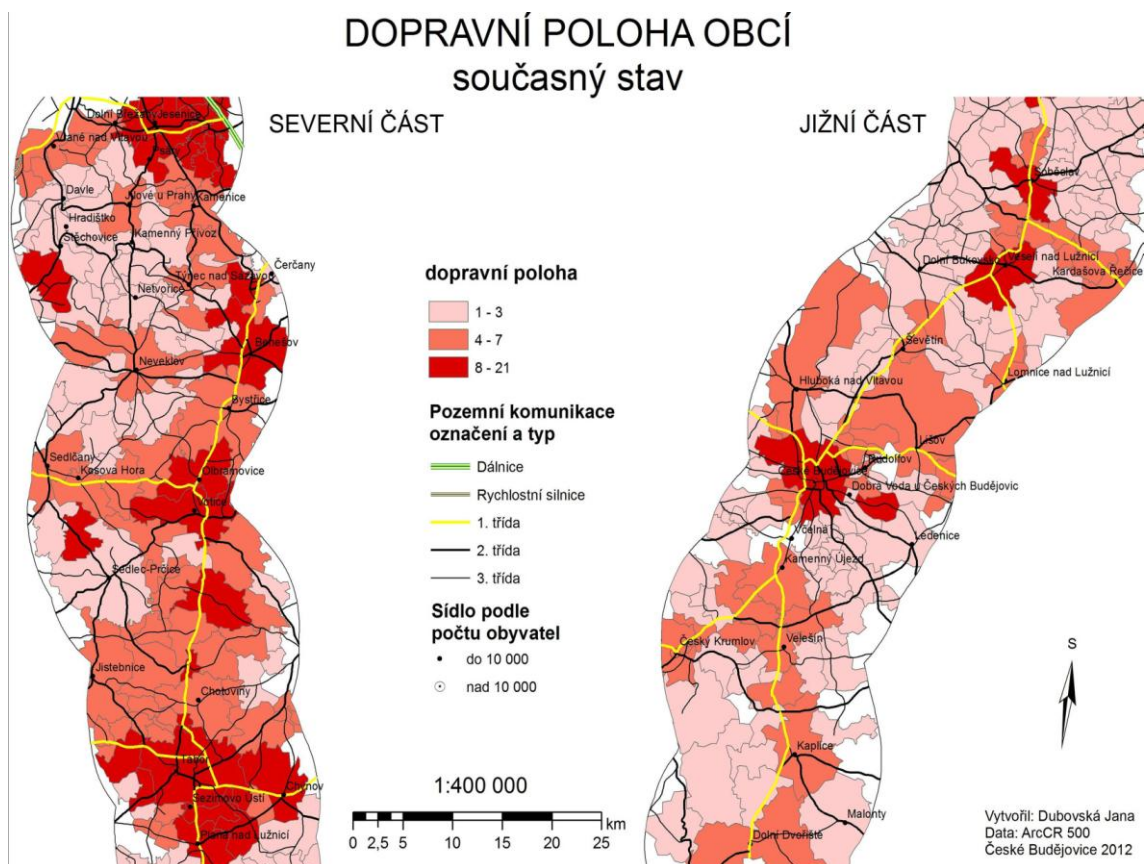 DOPRAVNÍ POLOHA OBCÍ
současný stav
SEVERNÍ ČÁST
JIŽNÍ ČÁST
Dolní Břežany
Jesenice
Vrané nad Vltavou
Psáry
Davle
Jílové u Prahy
Kamenice
Hradištko
Štěchovice
Kamenný Přívoz
Čerčany
Týnec nad Sázavou
Netvořice
Benešov
Neveklov
Bystřice
Sedlčany
Kosova Hora
Olbramovice
Votice
Sedlec-Prčice
Jistebnice
Chotoviny
Tábor
Chýnov
Sezimovo Ústí
Planá nad Lužnicí
dopravní poloha
1 - 3
4 - 7
8 - 21
Pozemní komunikace
označení a typ
Dálnice
Rychlostní silnice
1. třída
2. třída
3. třída
Sídlo podle
počtu obyvatel
do 10 000
nad 10 000
1:400 000
0 2,5 5 10 15 20 25
km
Soběslav
Dolní Bukovsko
Veselí nad Lužnicí
Kardašova Řečice
Ševětín
Lomnice nad Lužnicí
Hluboká nad Vltavou
Lišov
Rudolfov
České Budějovice
Dobrá Voda u Českých Budějovic
Včelná
Ledenice
Kamenný Újezd
Český Krumlov
Velešín
Kaplice
Malonty
Dolní Dvořiště
S
Vytvořil: Dubovská Jana
Data: ArcCR 500
České Budějovice 2012